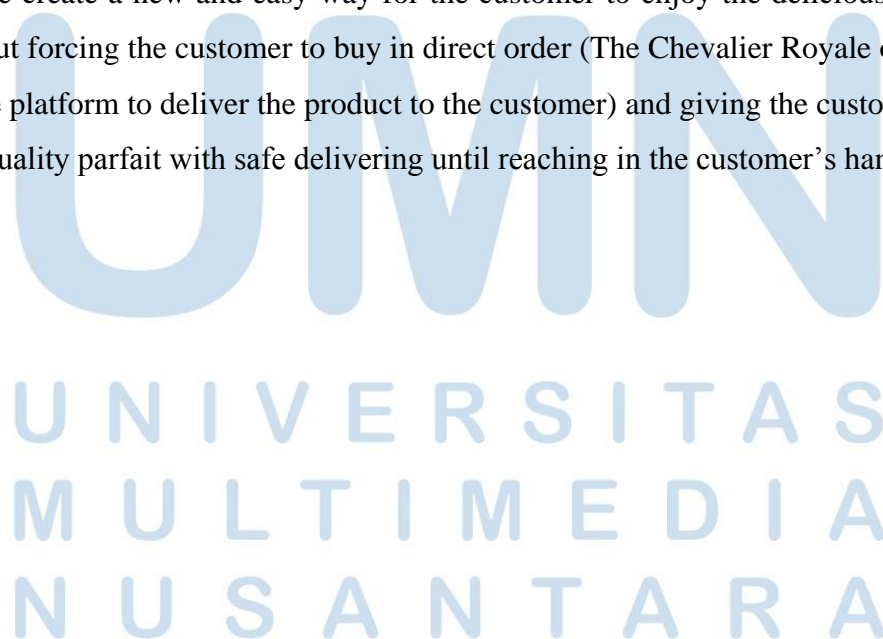 e create a new and easy way for the customer to enjoy the delicious
ut forcing the customer to buy in direct order (The Chevalier Royale
platform to deliver the product to the customer) and giving the custo
uality parfait with safe delivering until reaching in the customer's han
UMN
UNIVERSITAS
MULTIMEDIA
NUSANTARA